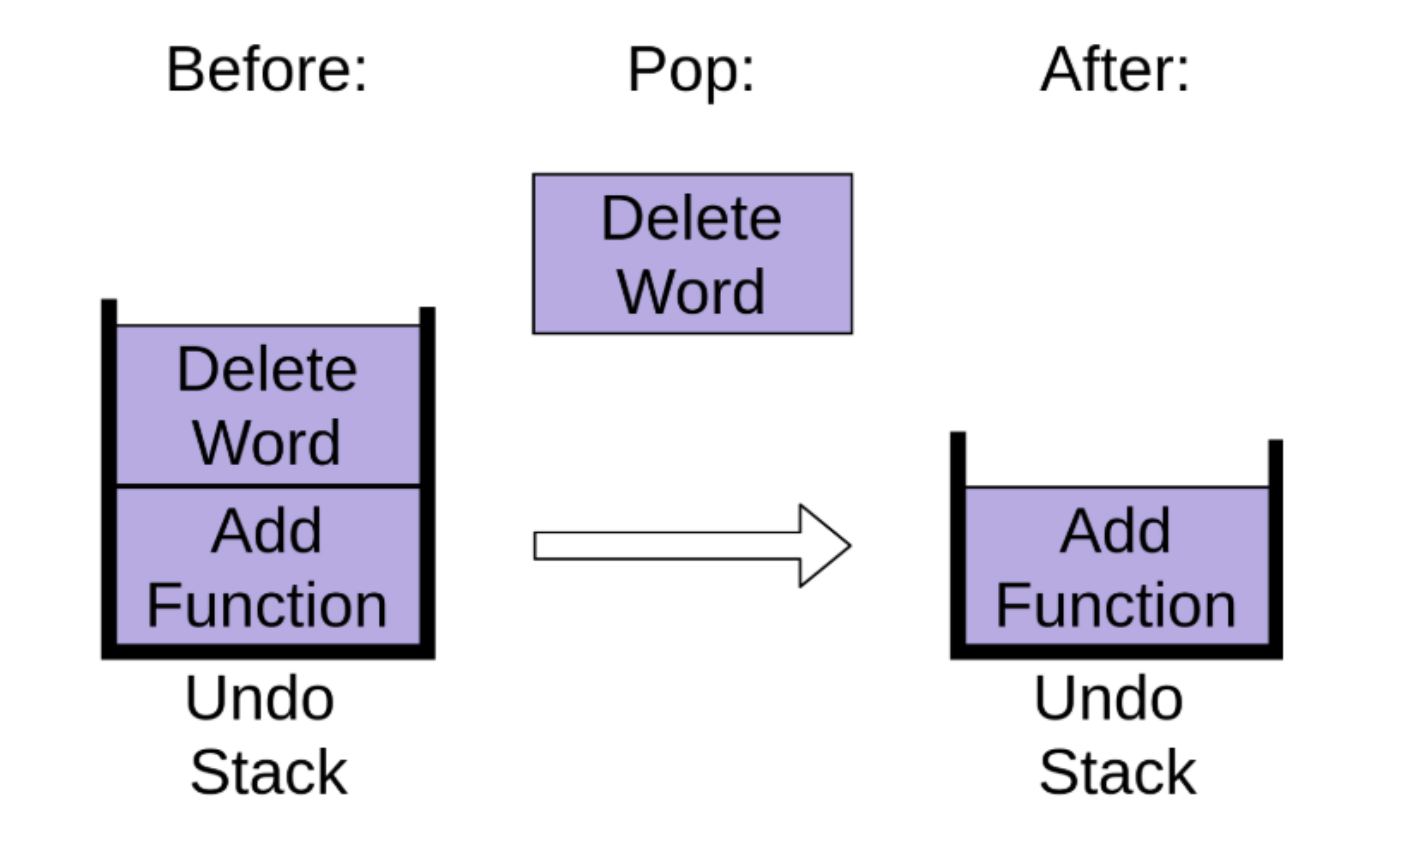 Before:
Pop:
After:
Delete
Word
Delete
Word
Add
Function
Add
Function
Undo
Stack
Undo
Stack